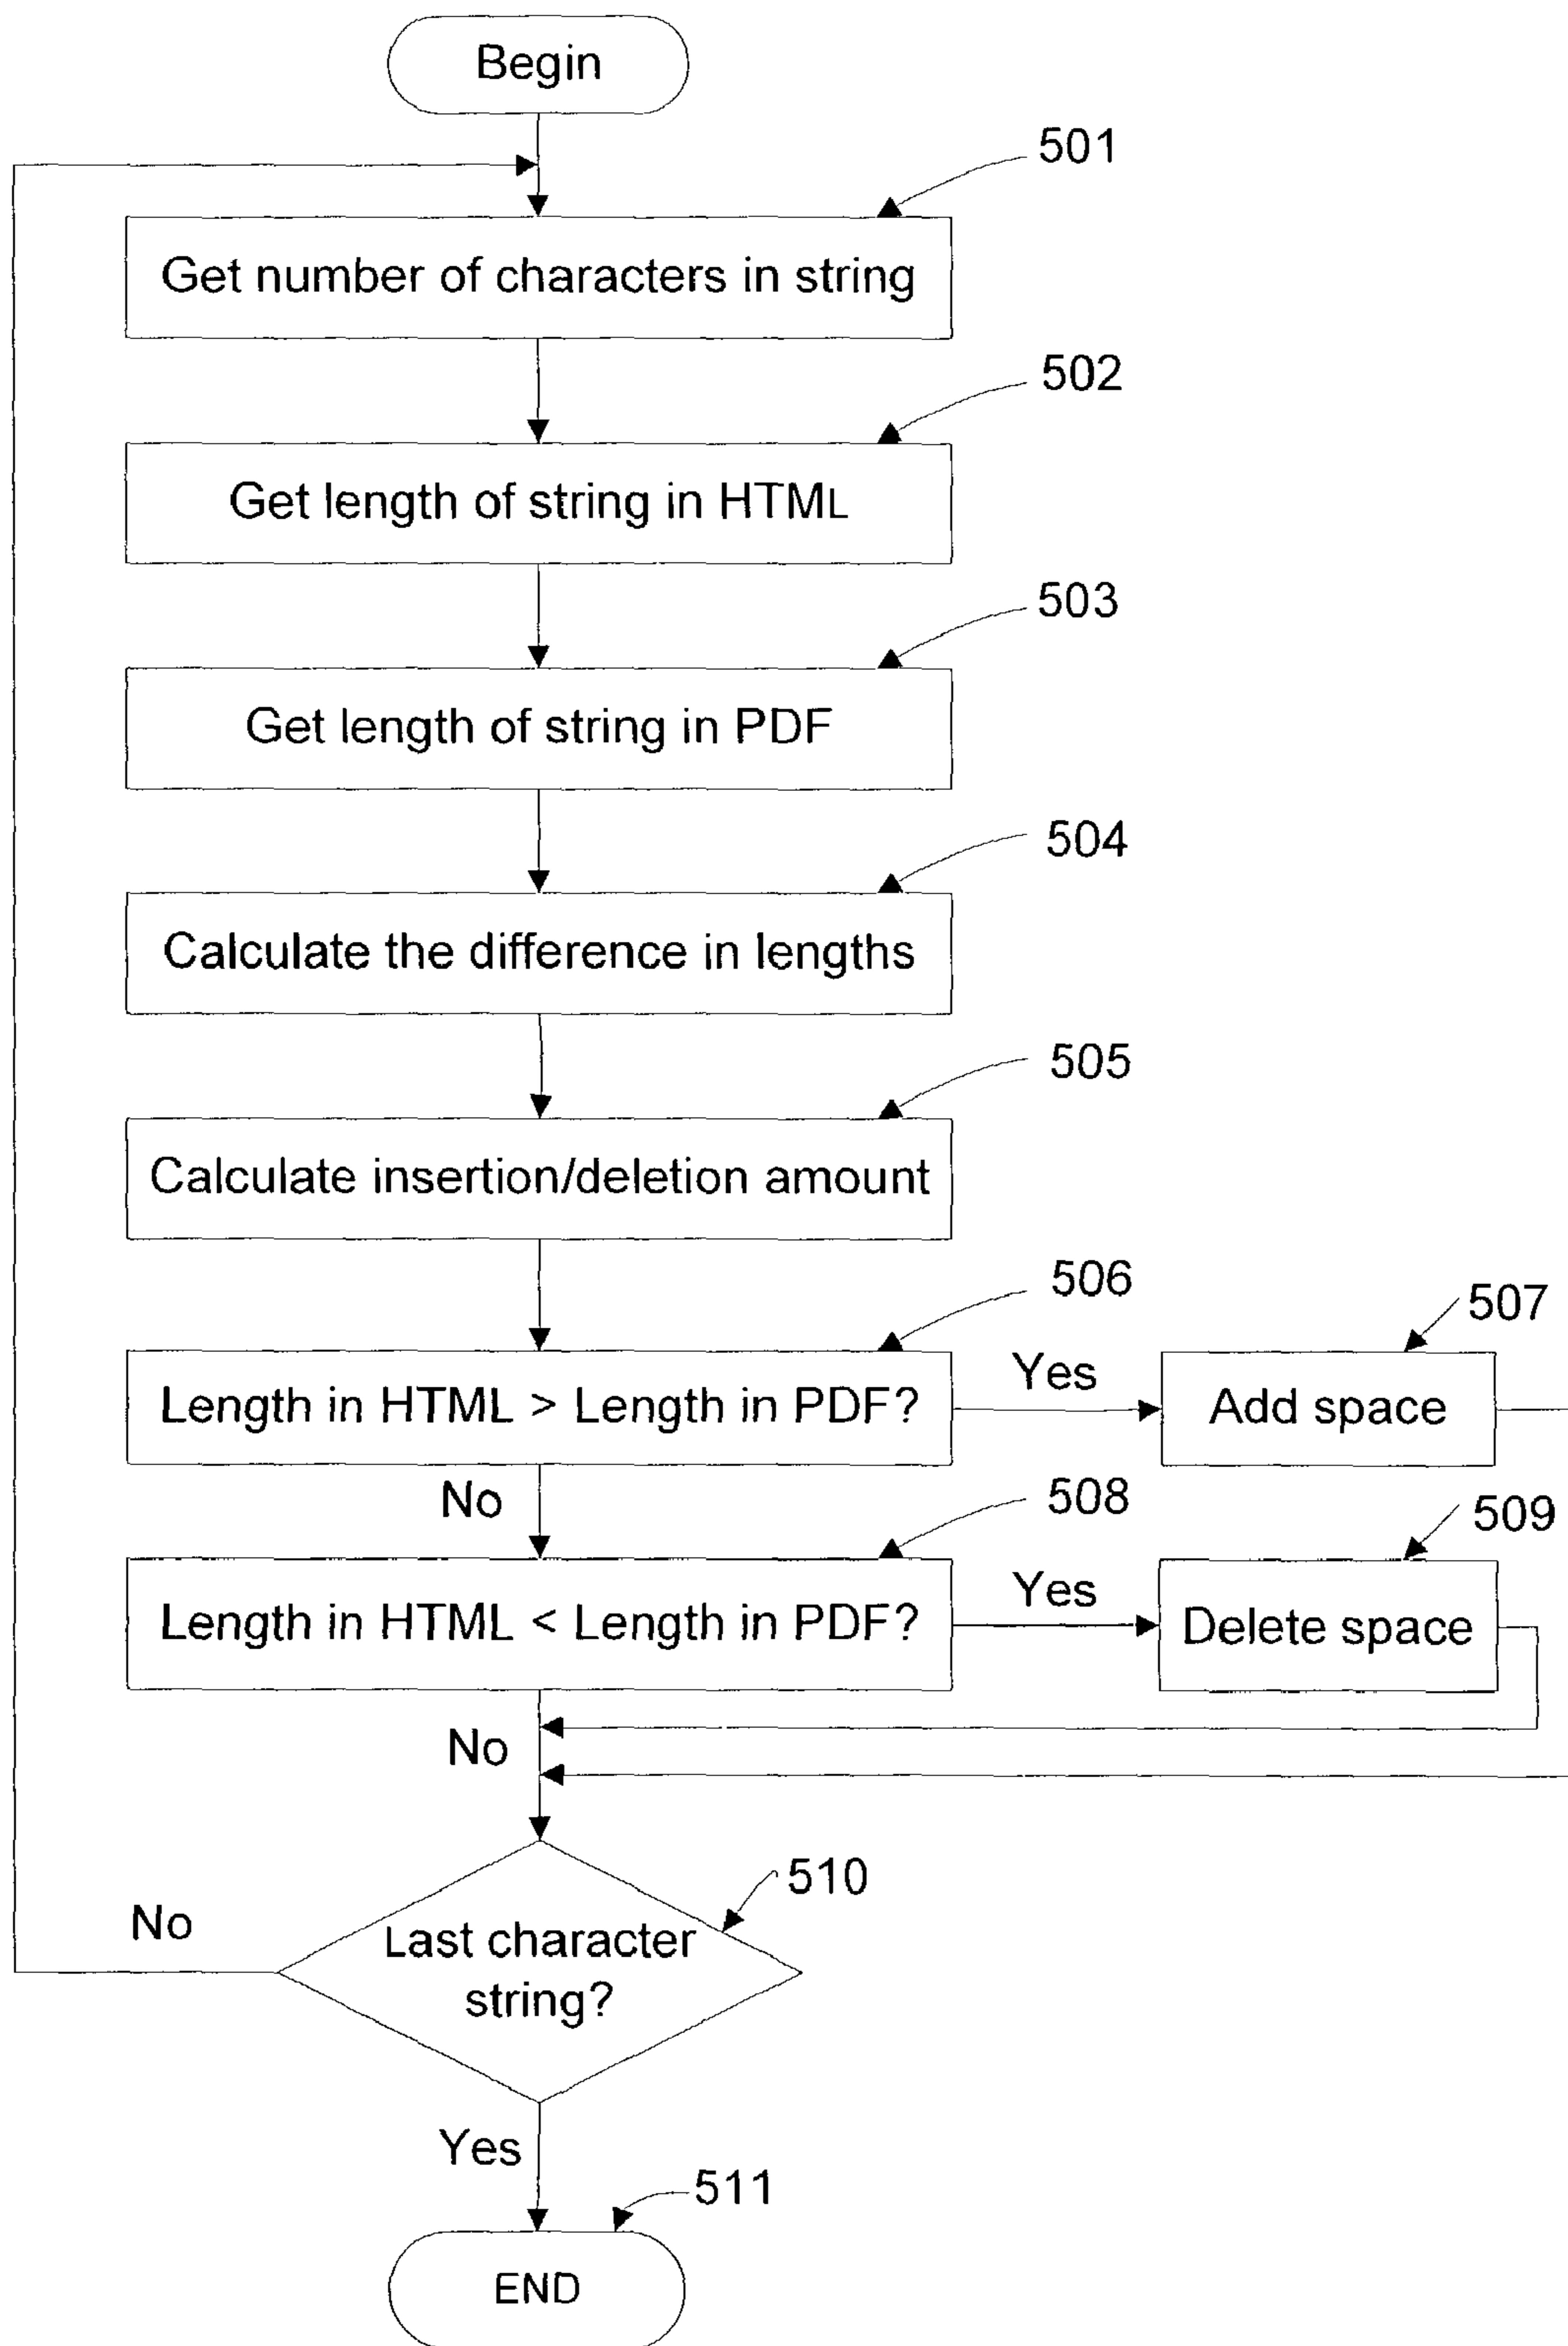 Begin
501
Get number of characters in string
502
Get length of string in HTML
503
Get length of string in PDF
504
Calculate the difference in lengths
505
Calculate insertion/deletion amount
506
Length in HTML > Length in PDF?
Yes
507
Add space
No
508
Length in HTML < Length in PDF?
Yes
509
Delete space
No
510
Last character
string?
No
Yes
511
END